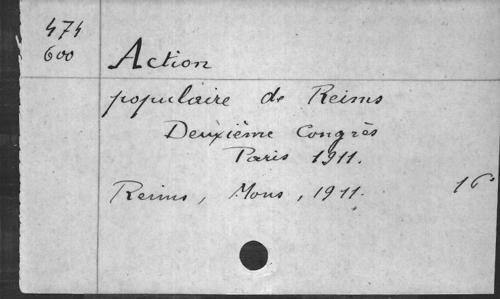 474
600
Action
populaire de Reims
Deuxième Congrès
Paris 1911.
Reims, Mons, 1911. 16°